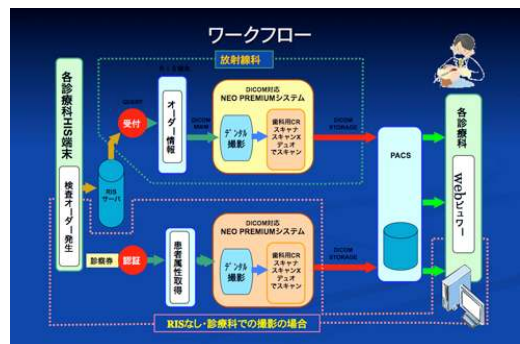 ワークフロー
放射線科
各診療科HIS端末
検査オーダー発生
RIS
サーバ
受付
オーダー情報
DICOM
MWM
DICOM対応
NEO PREMIUMシステム
デンタル
撮影
歯科用CR
スキャナ
スキャンX
デュオ
でスキャン
DICOM
STORAGE
PACS
各診療科
webビュワー
診察券
認証
患者属性取得
DICOM対応
NEO PREMIUMシステム
デンタル
撮影
歯科用CR
スキャナ
スキャンX
デュオ
でスキャン
DICOM
STORAGE
RISなし・診療科での撮影の場合